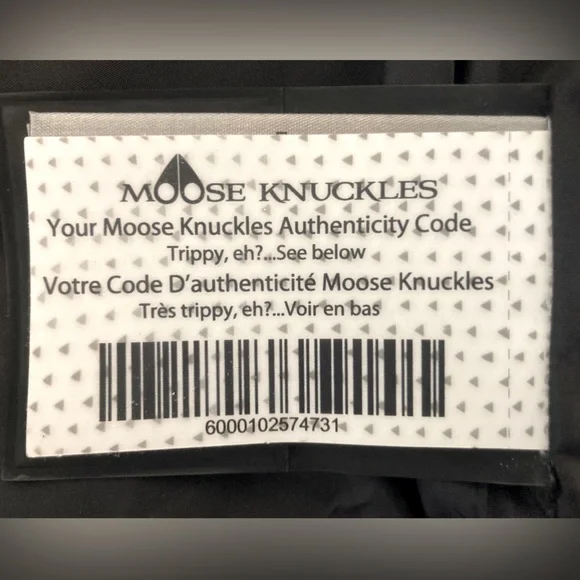 MOOSE KNUCKLES
Your Moose Knuckles Authenticity Code
Trippy, eh?...See below
Votre Code D'authenticité Moose Knuckles
Très trippy, eh?...Voir en bas
6000102574731